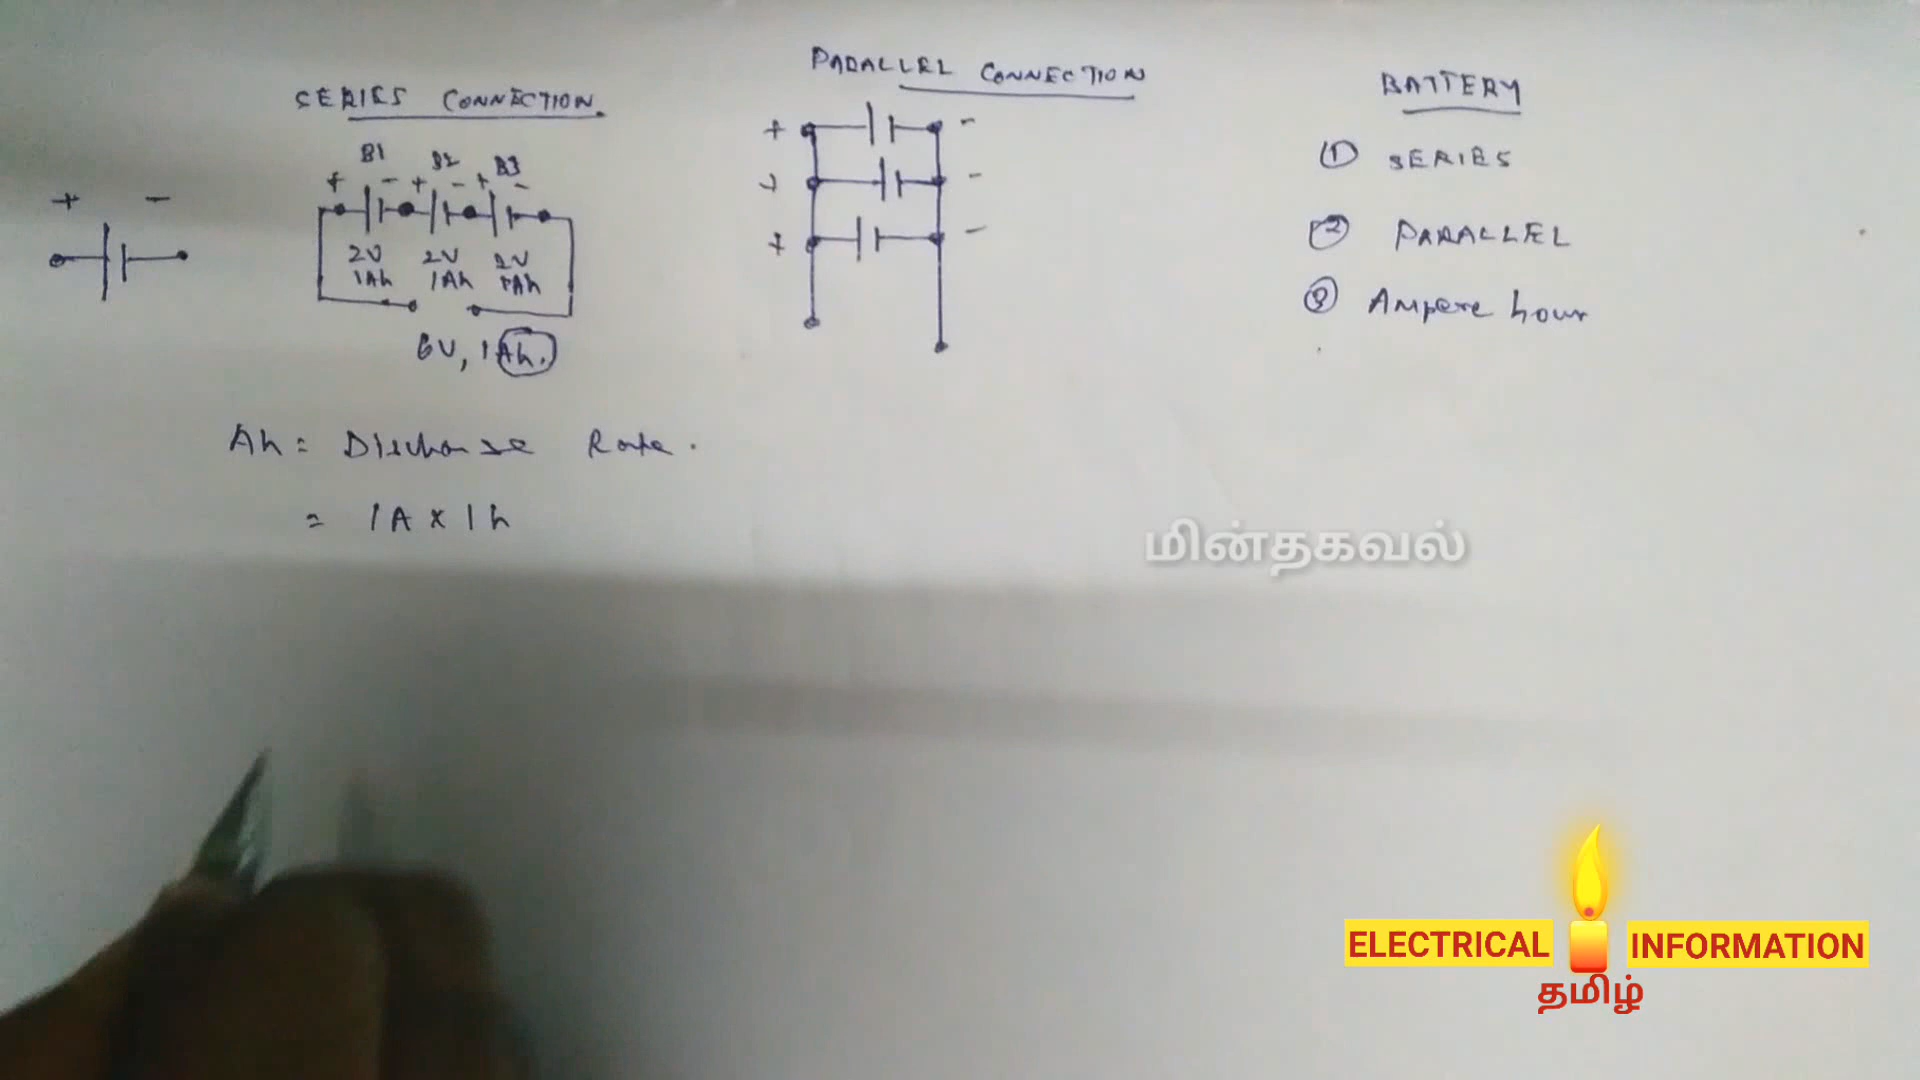 SERIES CONNECTION
B1 B2 B3
+ - + - + -
+ -
2V 2V 2V
1Ah 1Ah 1Ah
6V, 1Ah.
PARALLEL CONNECTION
+ -
+ -
+ -
BATTERY
① SERIES
② PARALLEL
③ Ampere hour
Ah = Discharge Rate.
= 1A x 1h
மின்தகவல்
ELECTRICAL INFORMATION
தமிழ்